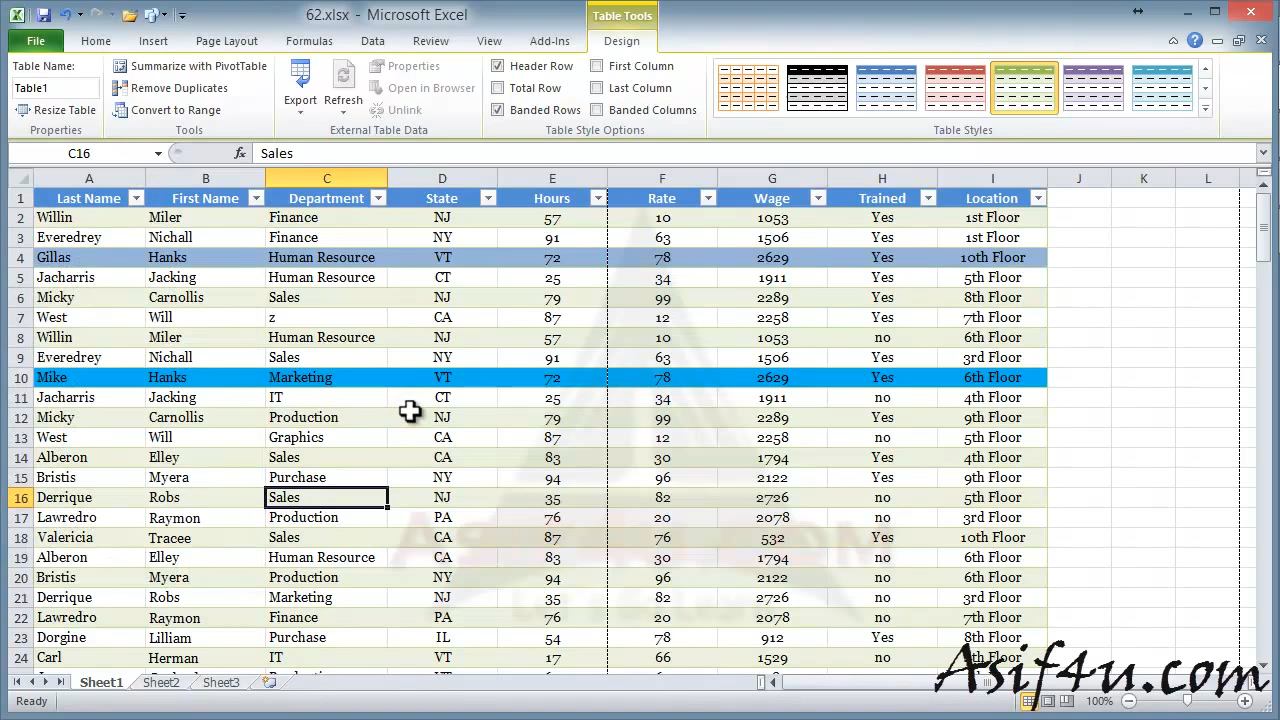 62.xlsx - Microsoft Excel
Table Tools
File Home Insert Page Layout Formulas Data Review View Add-Ins Design
Table Name:
Table1
Resize Table
Properties
Summarize with PivotTable
Remove Duplicates
Convert to Range
Tools
Export
Refresh
Properties
Open in Browser
Unlink
External Table Data
Header Row
Total Row
Banded Rows
First Column
Last Column
Banded Columns
Table Style Options
Table Styles
C16 fx Sales
A B C D E F G H I J K L
1 Last Name First Name Department State Hours Rate Wage Trained Location
2 Willin Miler Finance NJ 57 10 1053 Yes 1st Floor
3 Everedrey Nichall Finance NY 91 63 1506 Yes 1st Floor
4 Gillas Hanks Human Resource VT 72 78 2629 Yes 10th Floor
5 Jacharris Jacking Human Resource CT 25 34 1911 Yes 5th Floor
6 Micky Carnollis Sales NJ 79 99 2289 Yes 8th Floor
7 West Will z CA 87 12 2258 Yes 7th Floor
8 Willin Miler Human Resource NJ 57 10 1053 no 5th Floor
9 Everedrey Nichall Sales NY 91 63 1506 Yes 3rd Floor
10 Mike Hanks Marketing VT 72 78 2629 Yes 6th Floor
11 Jacharris Jacking IT CT 25 34 1911 no 4th Floor
12 Micky Carnollis Production NJ 79 99 2289 Yes 6th Floor
13 West Will Graphics CA 87 12 2258 no 5th Floor
14 Alberon Elley Sales CA 83 30 1794 Yes 4th Floor
15 Bristis Myera Purchase NY 94 96 2122 Yes 9th Floor
16 Derrique Robs Sales NJ 35 82 2726 no 5th Floor
17 Lawredro Raymon Production PA 76 20 2078 no 3rd Floor
18 Valericia Tracee Sales CA 87 76 532 Yes 10th Floor
19 Alberon Elley Human Resource CA 83 30 1794 no 6th Floor
20 Bristis Myera Production NY 94 96 2122 no 6th Floor
21 Derrique Robs Marketing NJ 35 82 2726 no 3rd Floor
22 Lawredro Raymon Finance PA 76 20 2078 no 7th Floor
23 Dorgine Lilliam Purchase IL 54 78 912 Yes 8th Floor
24 Carl Herman IT VT 17 66 1529 no Floor
Asif4u.com
Sheet1 Sheet2 Sheet3
Ready
100%